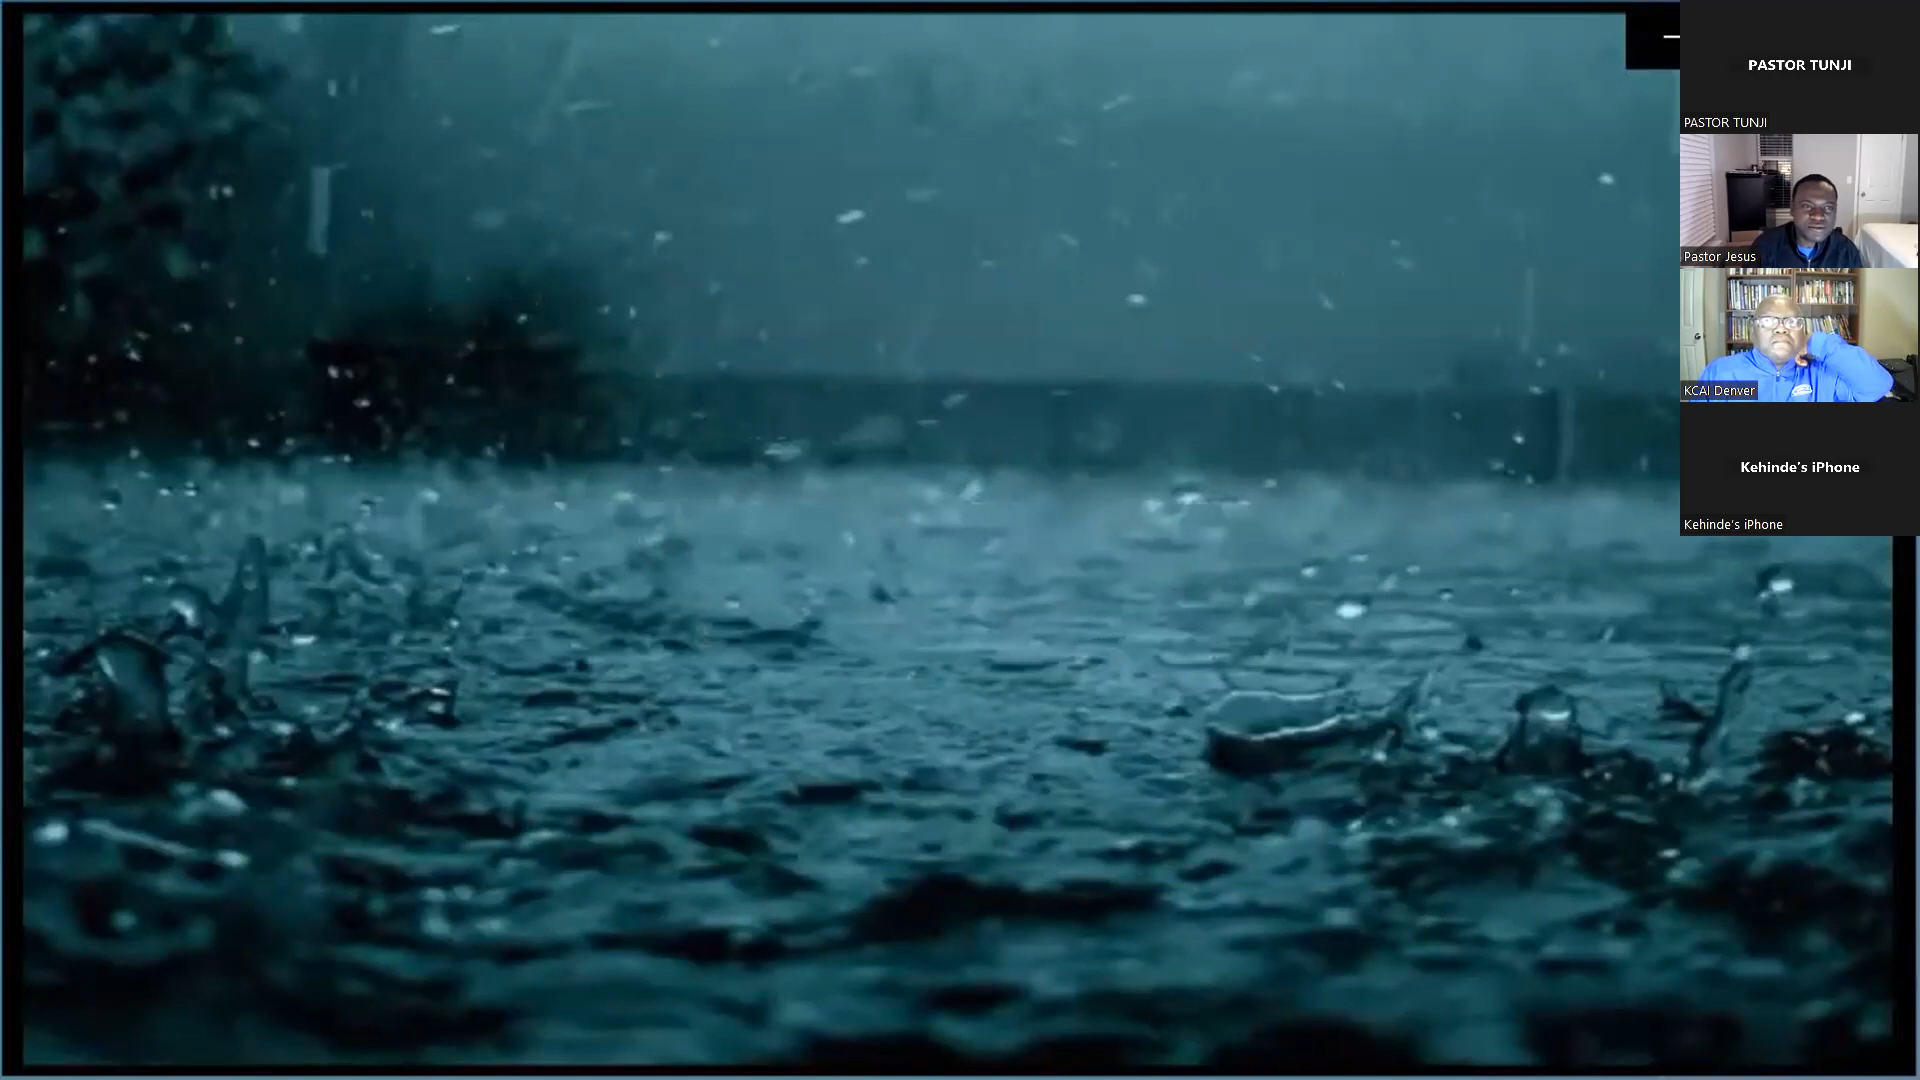 PASTOR TUNJI
PASTOR TUNJI
Pastor Jesus
KCAI Denver
Kehinde's iPhone
Kehinde's iPhone